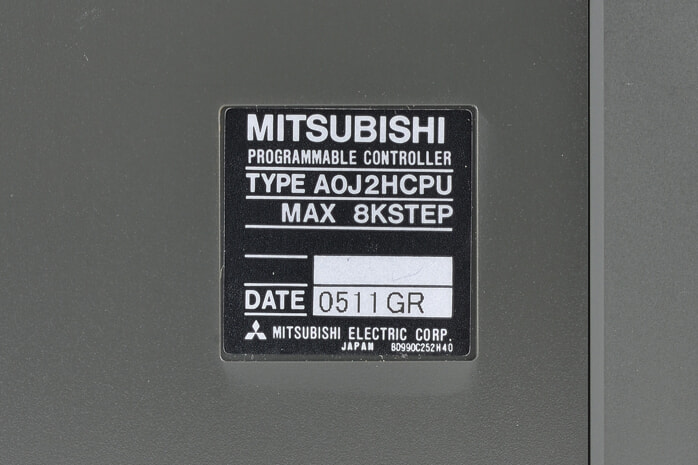 MITSUBISHI
PROGRAMMABLE CONTROLLER
TYPE A0J2HCPU
MAX 8KSTEP
DATE 0511GR
MITSUBISHI ELECTRIC CORP.
JAPAN BD990C252H40